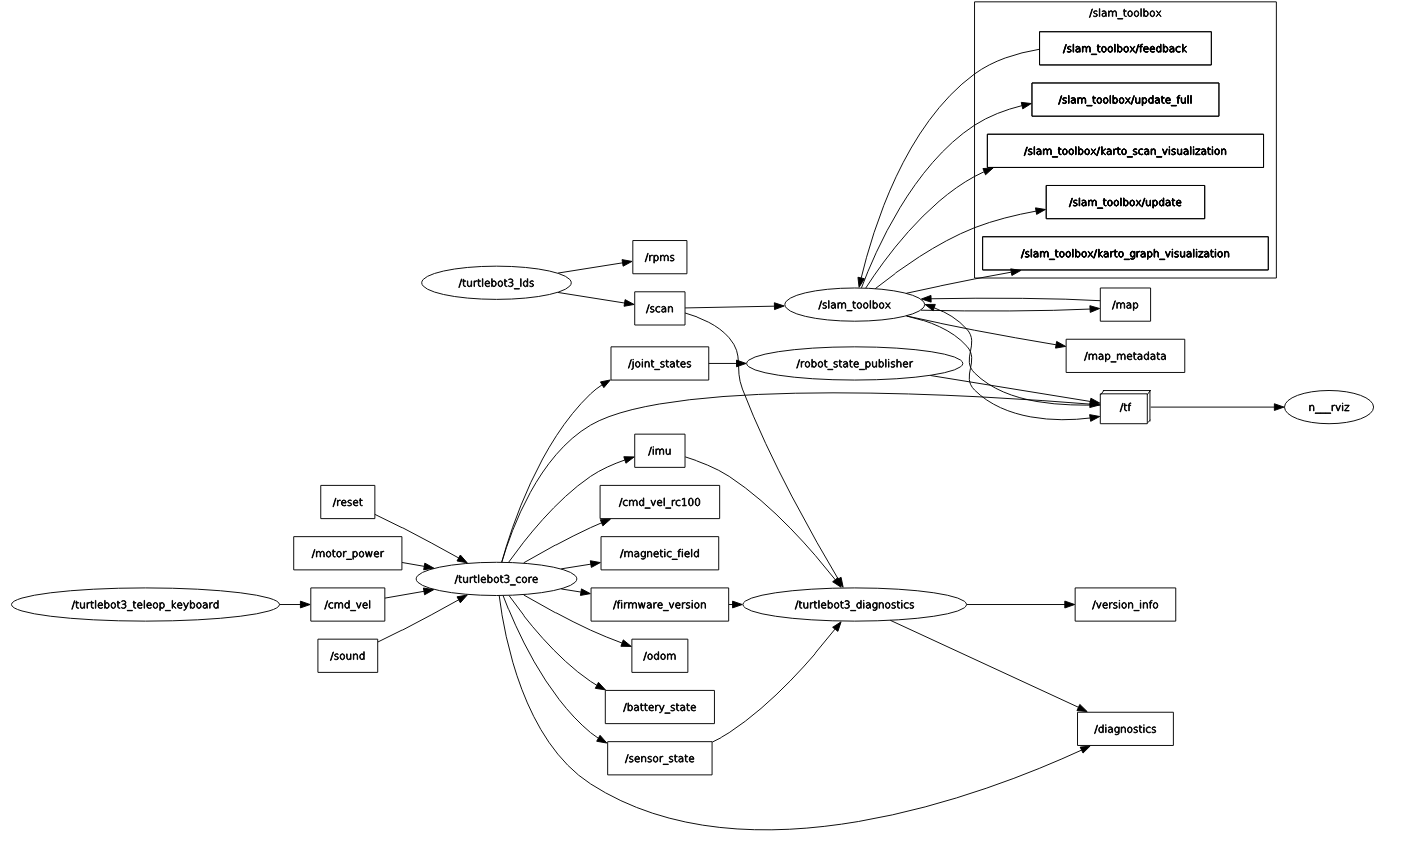 /slam_toolbox
/slam_toolbox/feedback
/slam_toolbox/update_full
/slam_toolbox/karto_scan_visualization
/slam_toolbox/update
/slam_toolbox/karto_graph_visualization
/rpms
/turtlebot3_lds
/scan
/slam_toolbox
/map
/map_metadata
/joint_states
/robot_state_publisher
/tf
n___rviz
/imu
/reset
/cmd_vel_rc100
/motor_power
/magnetic_field
/turtlebot3_core
/turtlebot3_teleop_keyboard
/cmd_vel
/firmware_version
/turtlebot3_diagnostics
/version_info
/sound
/odom
/battery_state
/diagnostics
/sensor_state